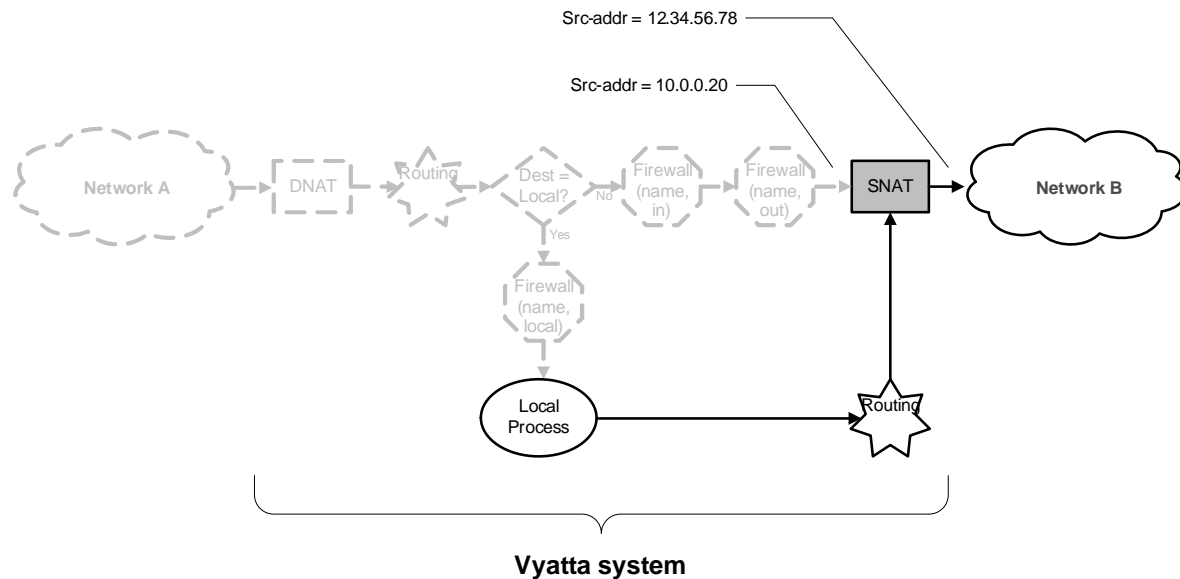 Src-addr = 12.34.56.78
Src-addr = 10.0.0.20
Network A
DNAT
Routing
Dest =
Local?
No
Yes
Firewall
(name,
in)
Firewall
(name,
out)
SNAT
Network B
Firewall
(name,
local)
Local
Process
Routing
Vyatta system